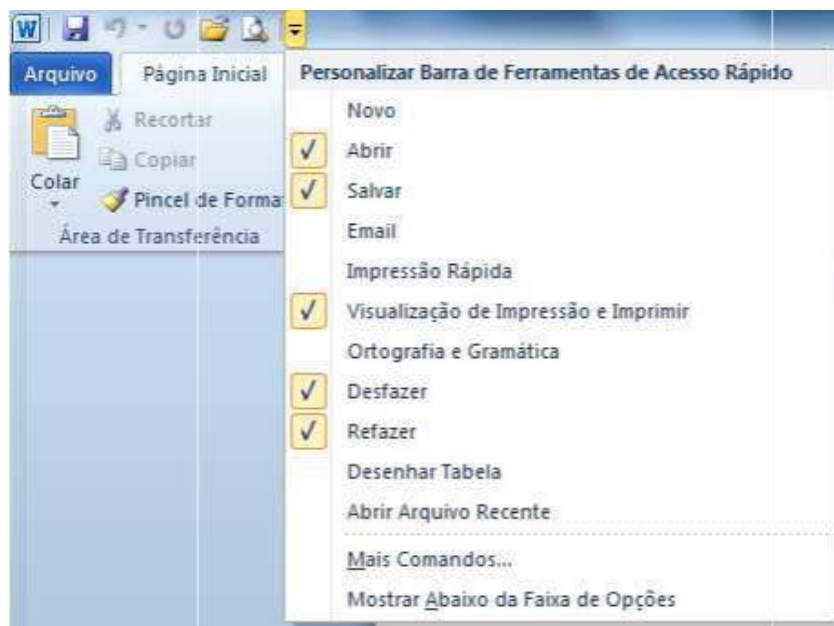 W
Arquivo Página Inicial Personalizar Barra de Ferramentas de Acesso Rápido
Recortar
Copiar
Colar
Pincel de Forma
Área de Transferência
Novo
Abrir
Salvar
Email
Impressão Rápida
Visualização de Impressão e Imprimir
Ortografia e Gramática
Desfazer
Refazer
Desenhar Tabela
Abrir Arquivo Recente
Mais Comandos...
Mostrar Abaixo da Faixa de Opções